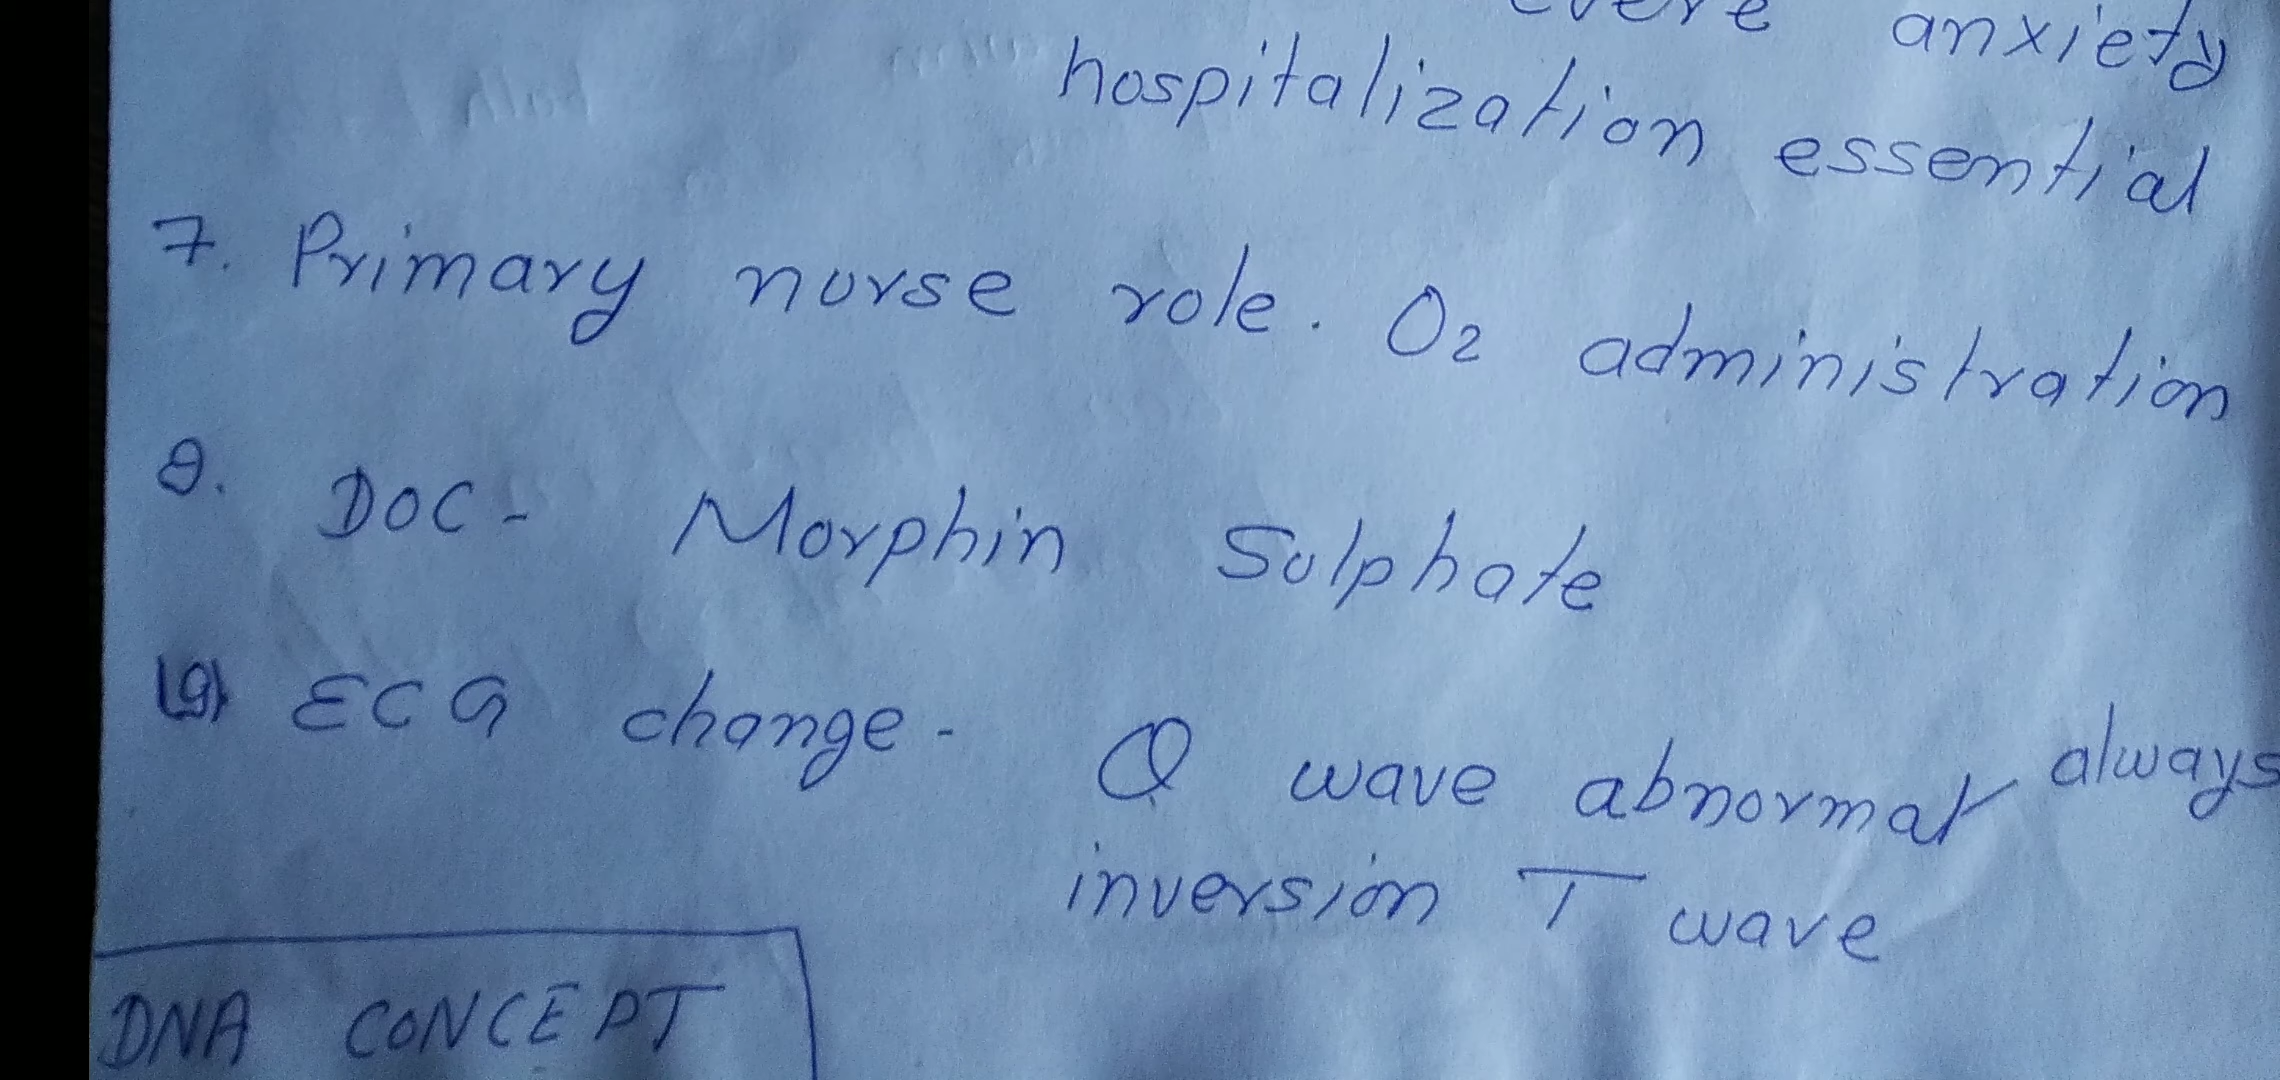 anxiety
hospitalization essential
7. Primary nurse role. O2 administration
8. DOC - Morphin Sulphate
(9) ECG change - Q wave abnormal always
inversion T wave
DNA CONCEPT